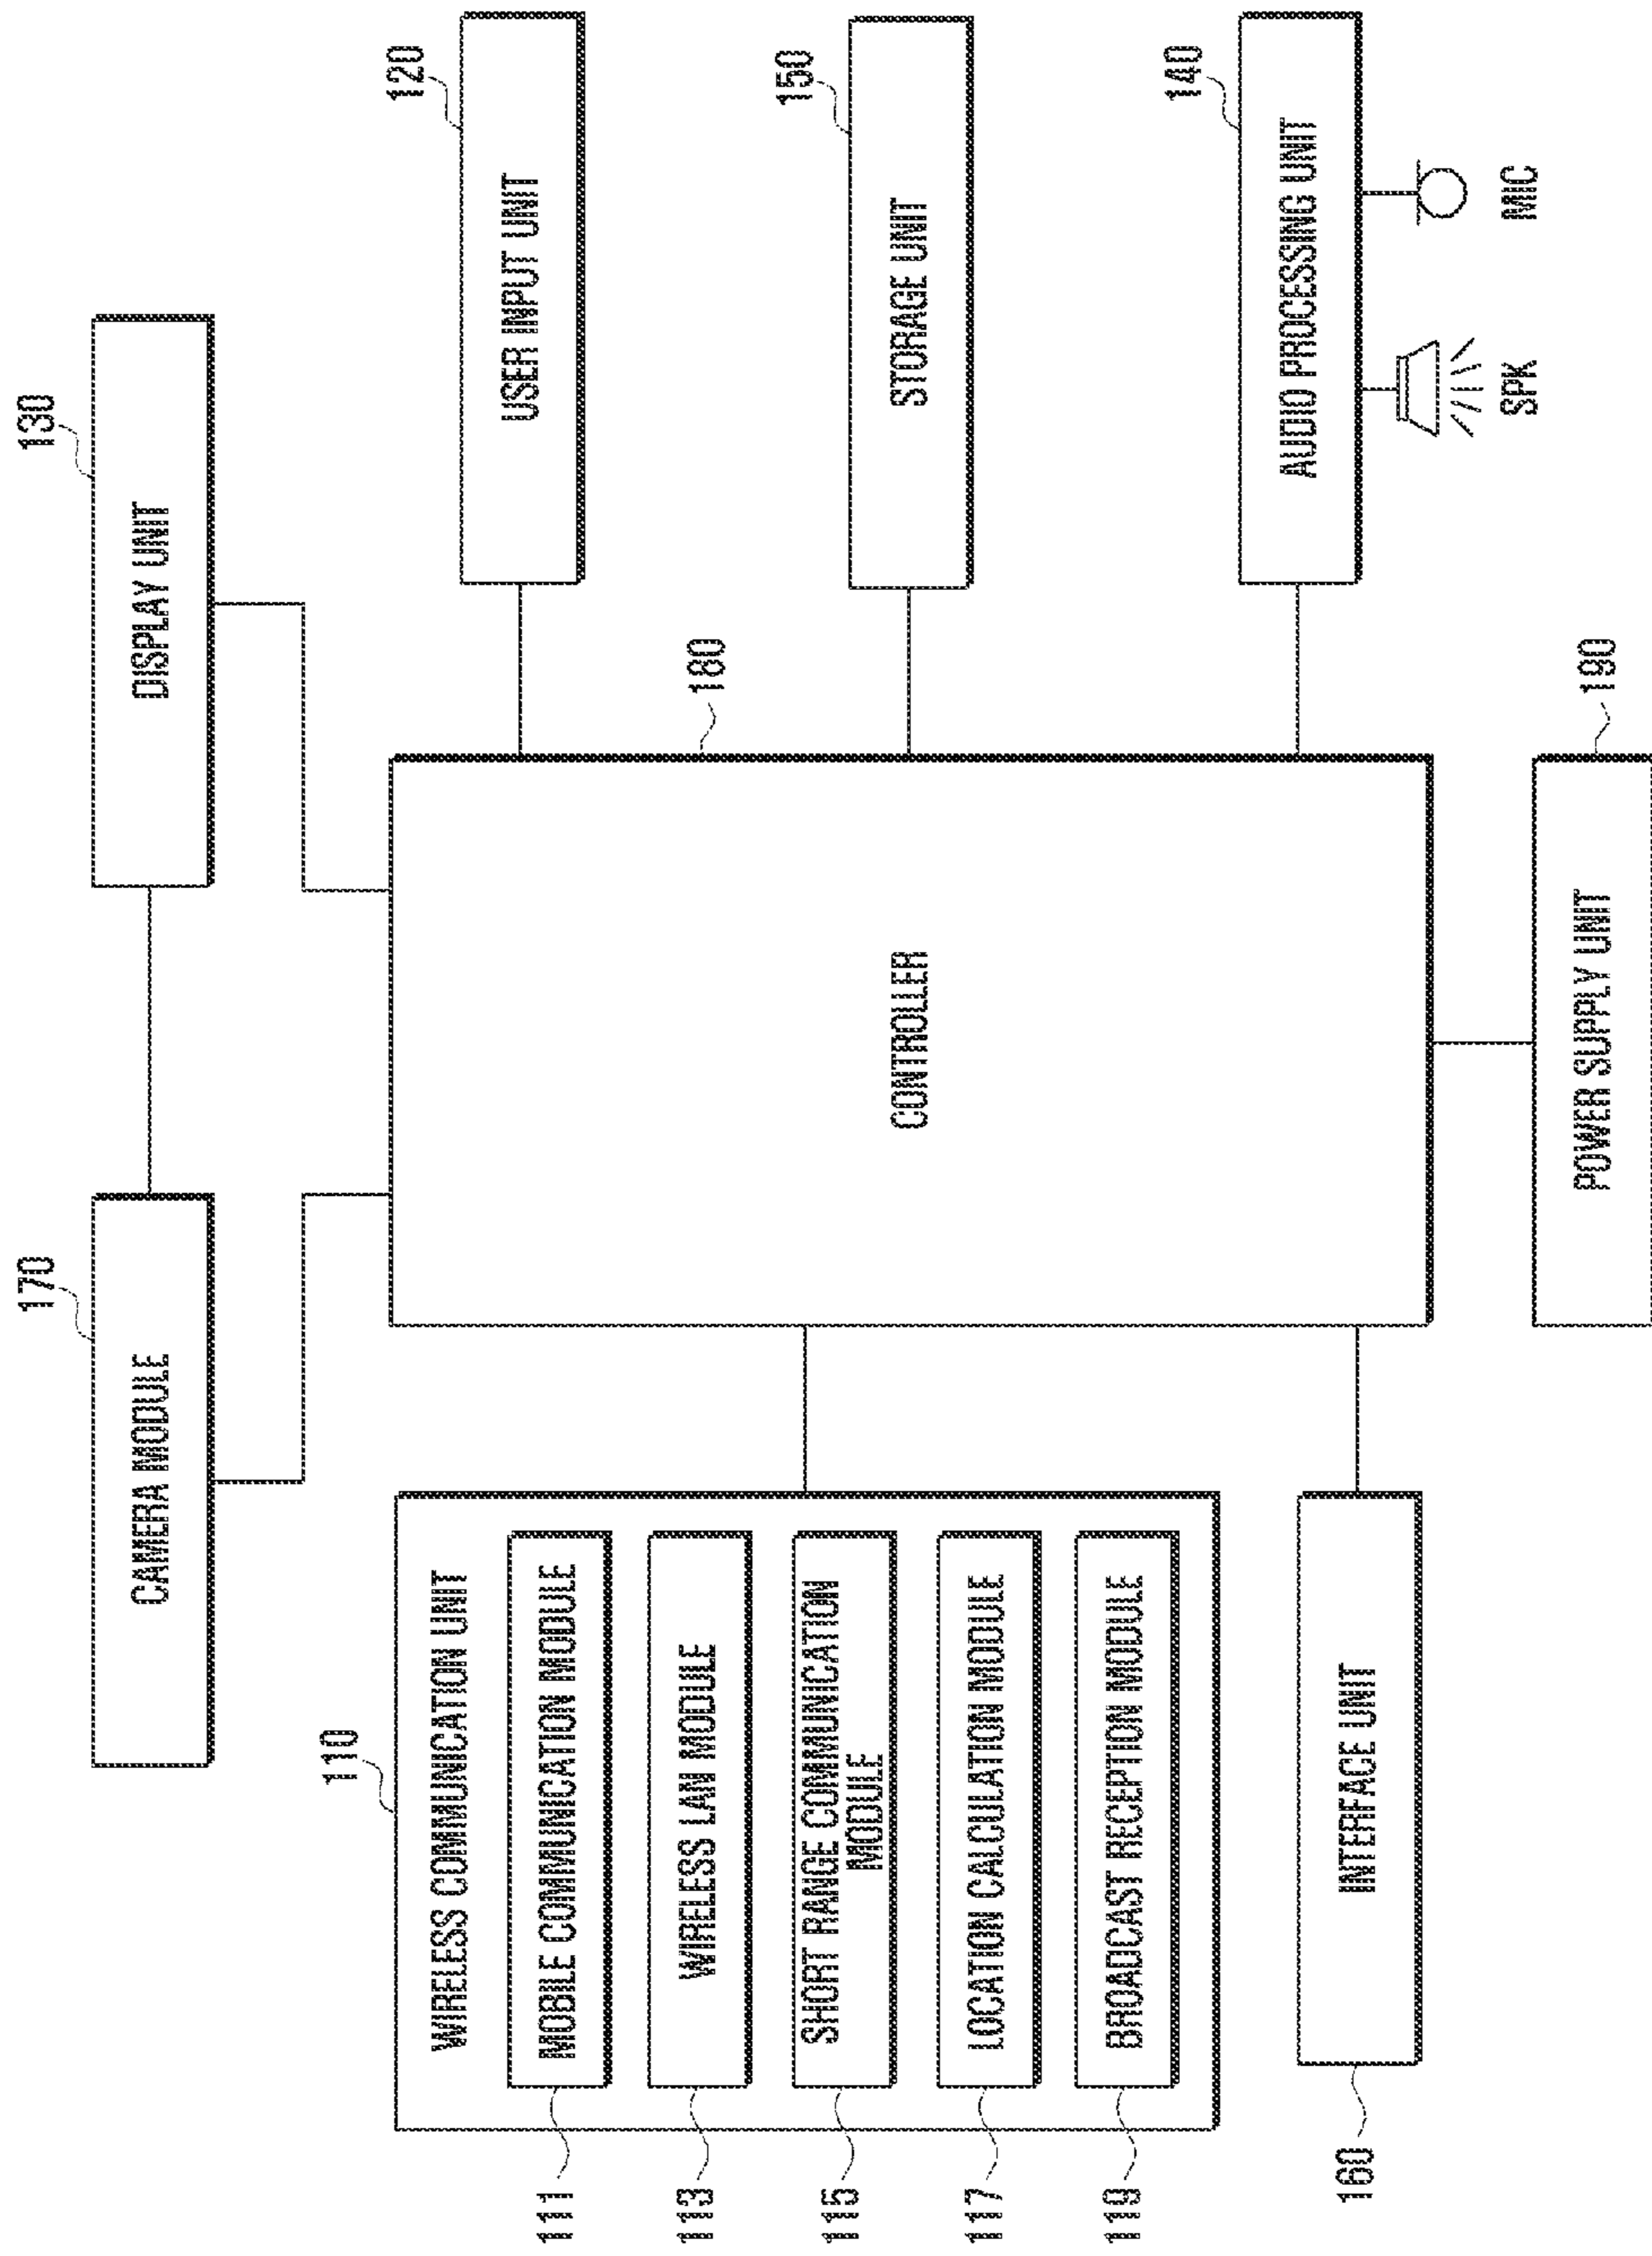 170
CAMERA MODULE
130
DISPLAY UNIT
110
WIRELESS COMMUNICATION UNIT
111
MOBILE COMMUNICATION MODULE
113
WIRELESS LAN MODULE
115
SHORT RANGE COMMUNICATION
MODULE
117
LOCATION CALCULATION MODULE
119
BROADCAST RECEPTION MODULE
160
INTERFACE UNIT
CONTROLLER
180
120
USER INPUT UNIT
150
STORAGE UNIT
140
AUDIO PROCESSING UNIT
SPK
MIC
POWER SUPPLY UNIT
190